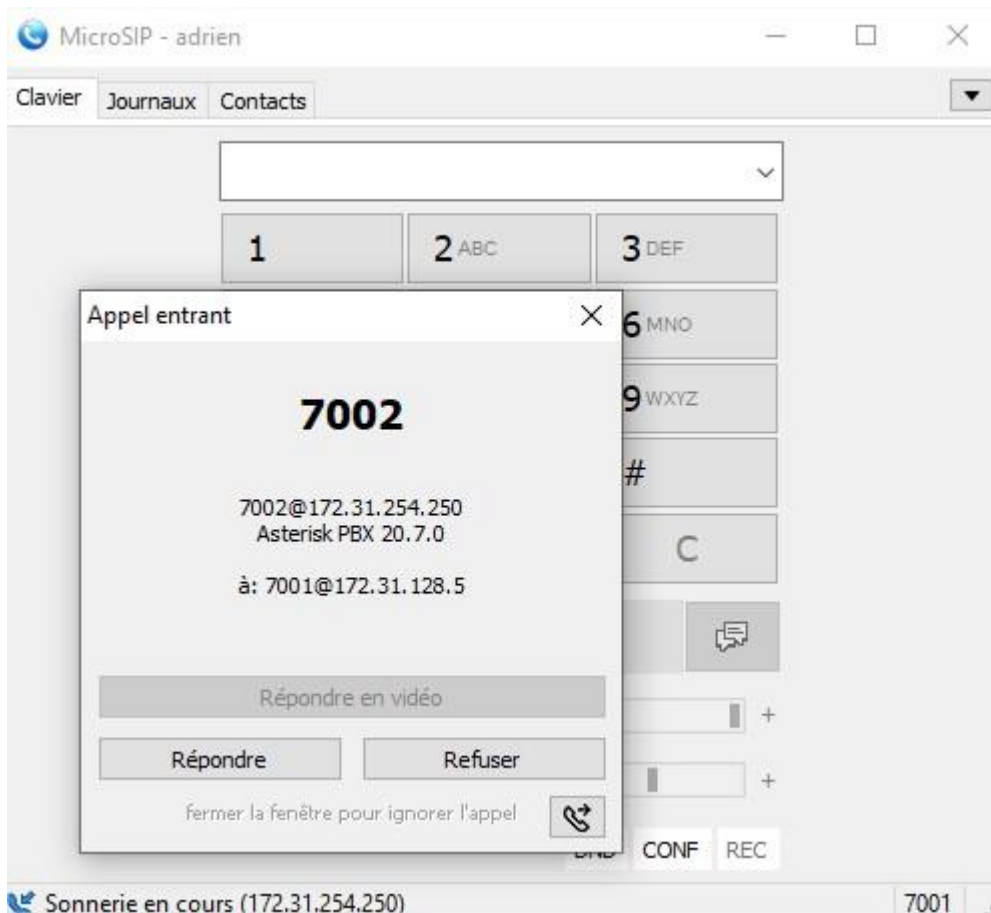 MicroSIP - adrien
Clavier Journaux Contacts
1 2 ABC 3 DEF
Appel entrant
6 MNO
7002
9 WXYZ
#
7002@172.31.254.250
Asterisk PBX 20.7.0
C
à: 7001@172.31.128.5
Répondre en vidéo
+
Répondre Refuser
+
fermer la fenêtre pour ignorer l'appel
CONF REC
Sonnerie en cours (172.31.254.250) 7001